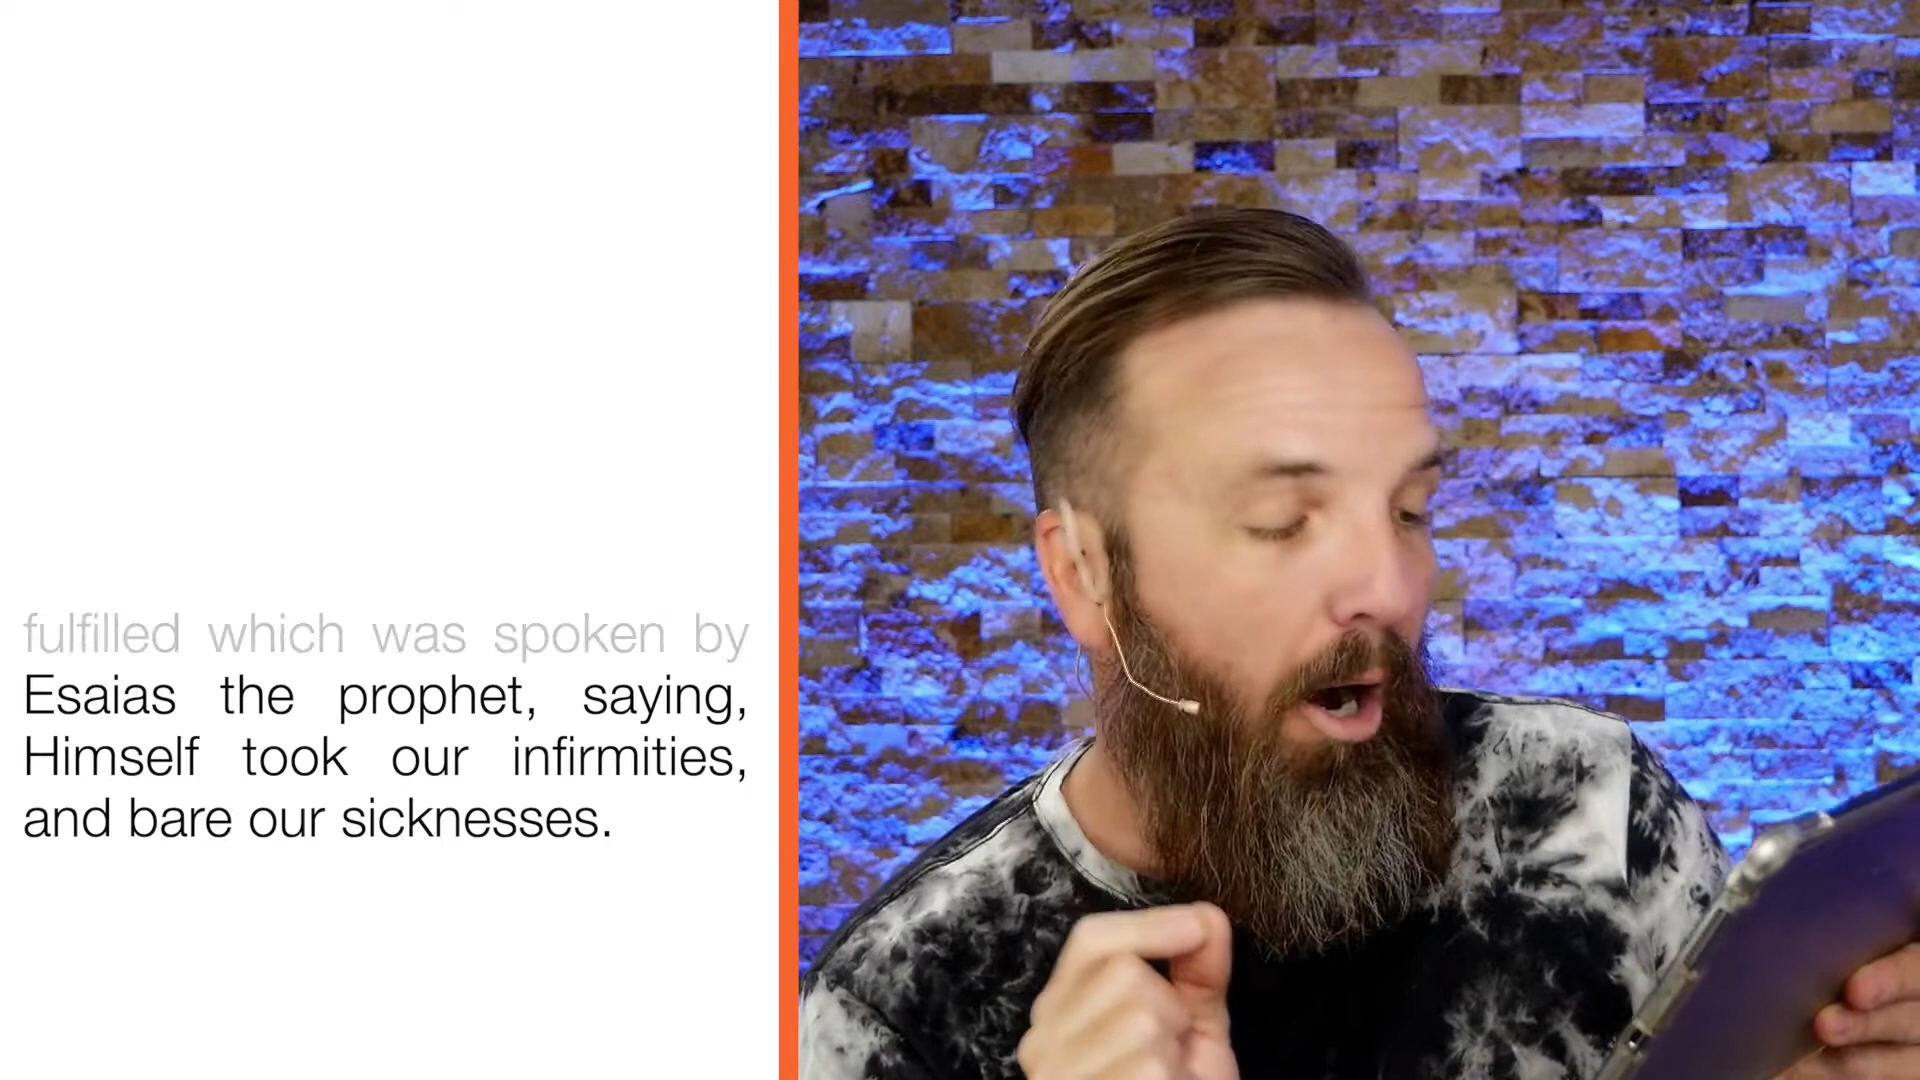 fulfilled which was spoken by
Esaias the prophet, saying,
Himself took our infirmities,
and bare our sicknesses.